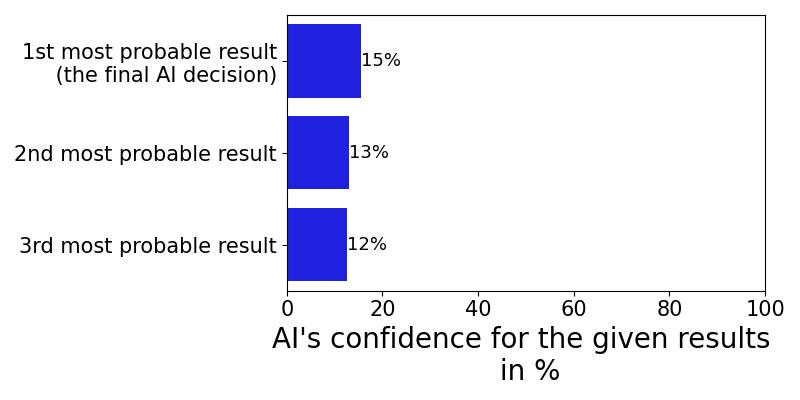 1st most probable result
(the final AI decision)
15%
2nd most probable result
13%
3rd most probable result
12%
0 20 40 60 80 100
AI's confidence for the given results
in %